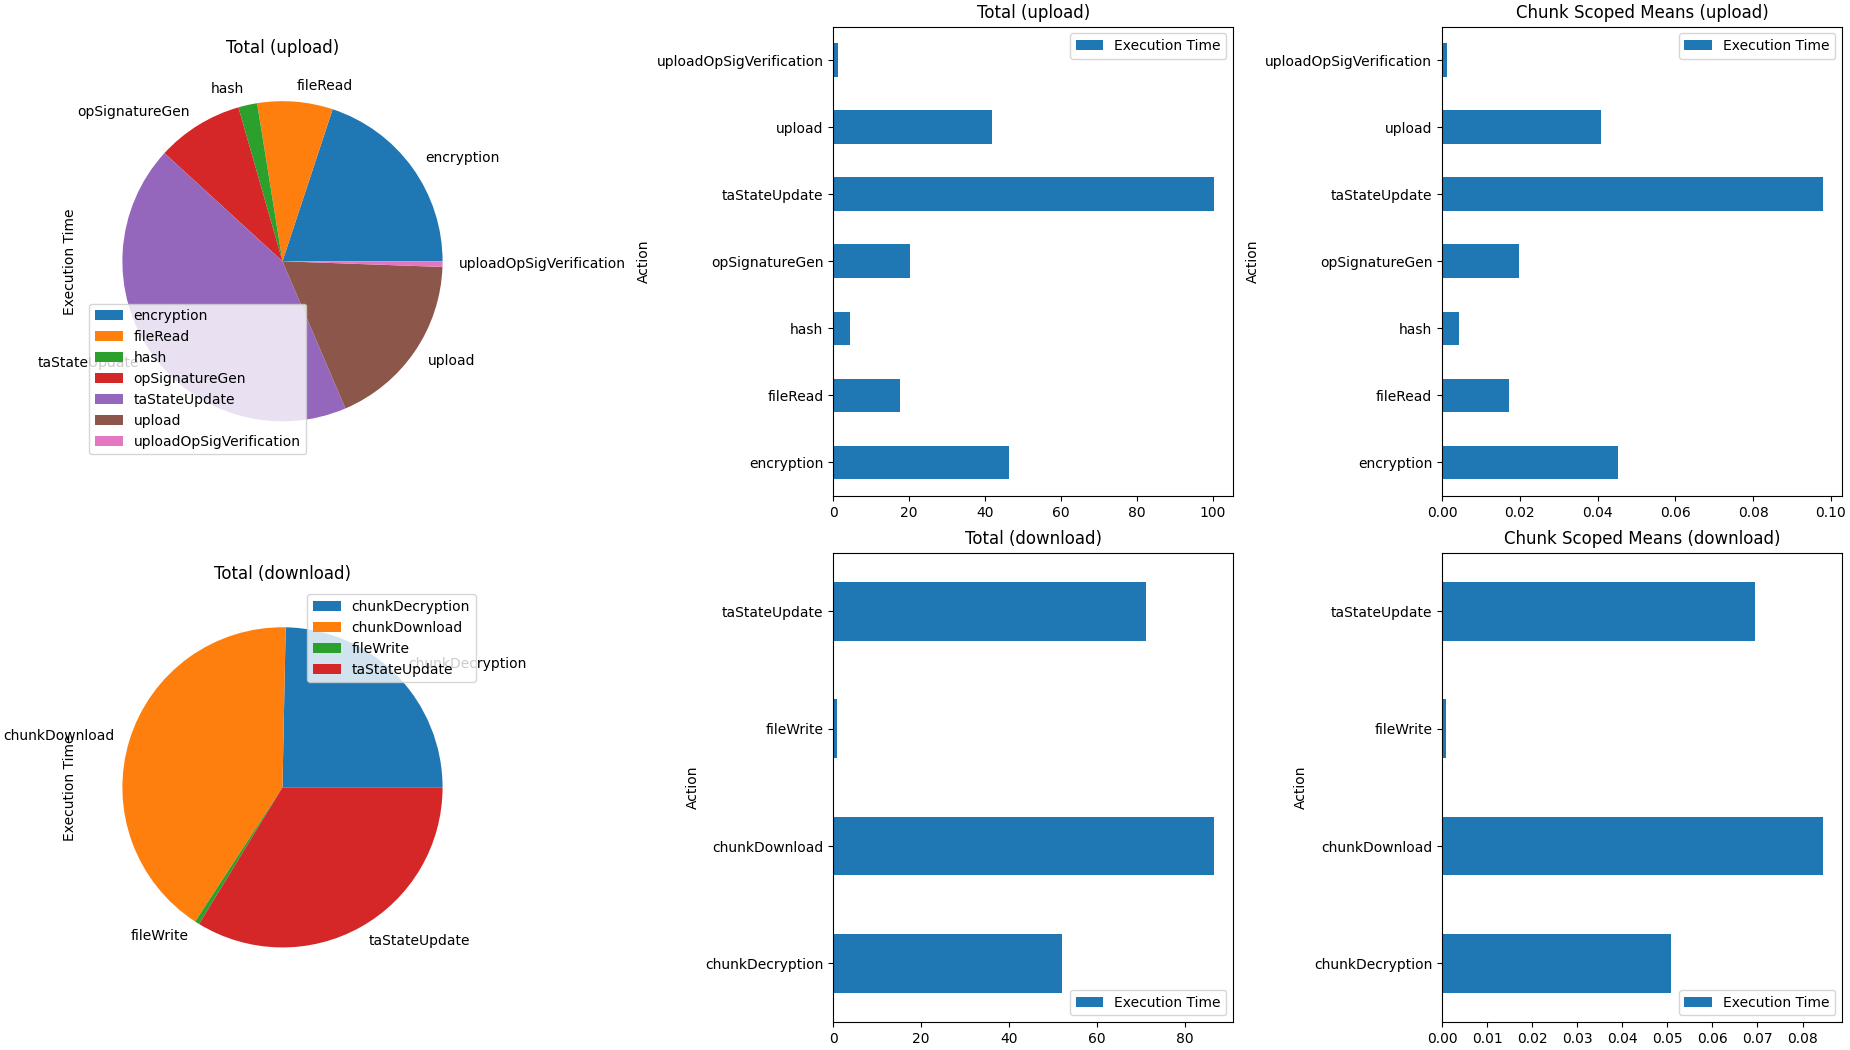 Total (upload)
hash
fileRead
opSignatureGen
encryption
uploadOpSigVerification
upload
taStateUpdate
Execution Time
encryption
fileRead
hash
opSignatureGen
taStateUpdate
upload
uploadOpSigVerification
Total (upload)
Execution Time
uploadOpSigVerification
upload
taStateUpdate
opSignatureGen
hash
fileRead
encryption
Action
0 20 40 60 80 100
Chunk Scoped Means (upload)
Execution Time
uploadOpSigVerification
upload
taStateUpdate
opSignatureGen
hash
fileRead
encryption
Action
0.00 0.02 0.04 0.06 0.08 0.10
Total (download)
chunkDecryption
chunkDownload
fileWrite
taStateUpdate
chunkDecryption
chunkDownload
Execution Time
fileWrite
taStateUpdate
Total (download)
taStateUpdate
fileWrite
chunkDownload
chunkDecryption
Action
Execution Time
0 20 40 60 80
Chunk Scoped Means (download)
taStateUpdate
fileWrite
chunkDownload
chunkDecryption
Action
Execution Time
0.00 0.01 0.02 0.03 0.04 0.05 0.06 0.07 0.08